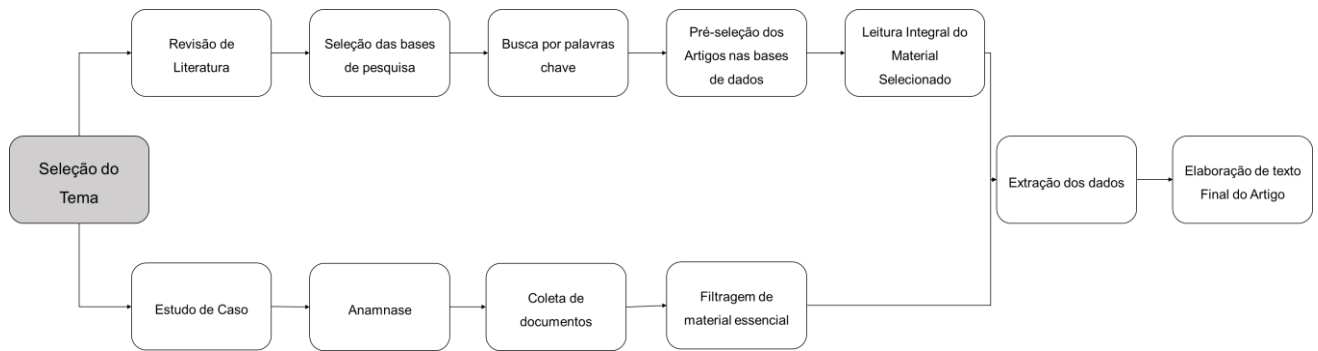 Revisão de
Literatura
Seleção das bases
de pesquisa
Busca por palavras
chave
Pré-seleção dos
Artigos nas bases
de dados
Leitura Integral do
Material
Selecionado
Seleção do
Tema
Extração dos dados
Elaboração de texto
Final do Artigo
Estudo de Caso
Anamnase
Coleta de
documentos
Filtragem de
material essencial